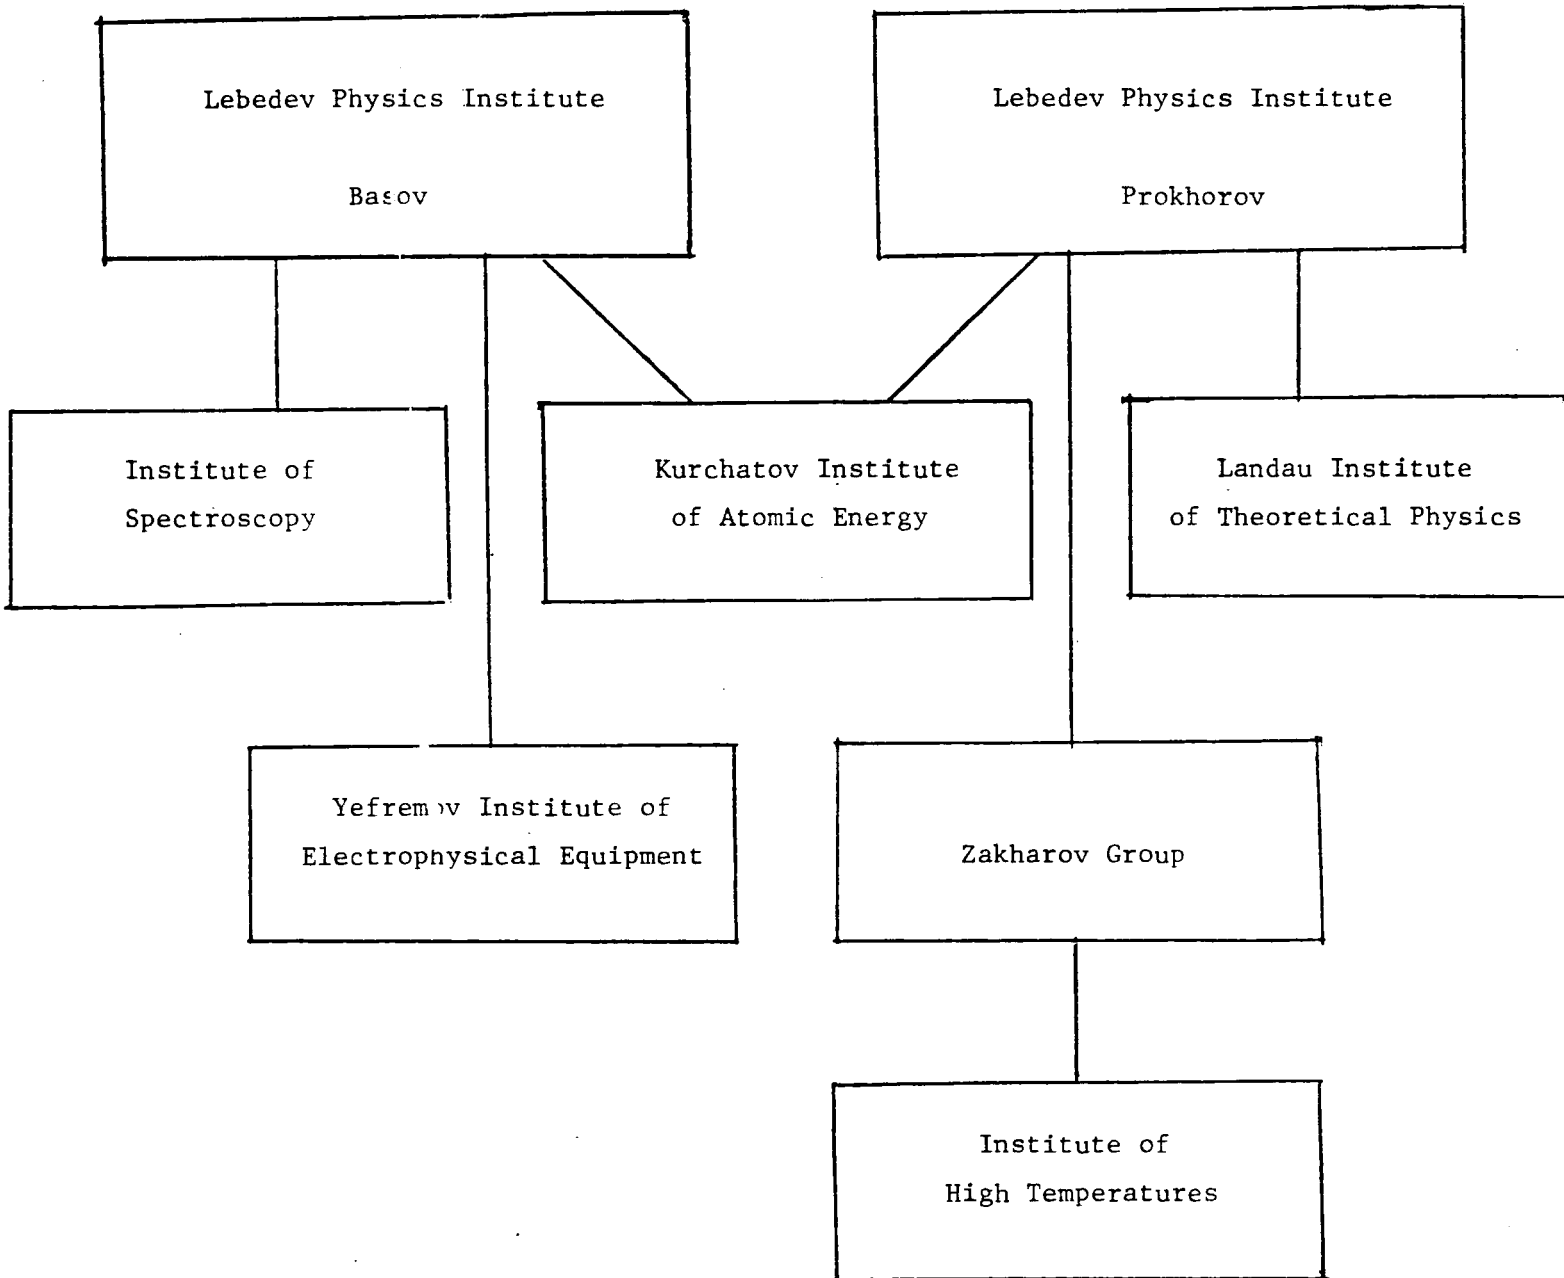 Lebedev Physics Institute
Basov
Lebedev Physics Institute
Prokhorov
Institute of
Spectroscopy
Kurchatov Institute
of Atomic Energy
Landau Institute
of Theoretical Physics
Yefremov Institute of
Electrophysical Equipment
Zakharov Group
Institute of
High Temperatures